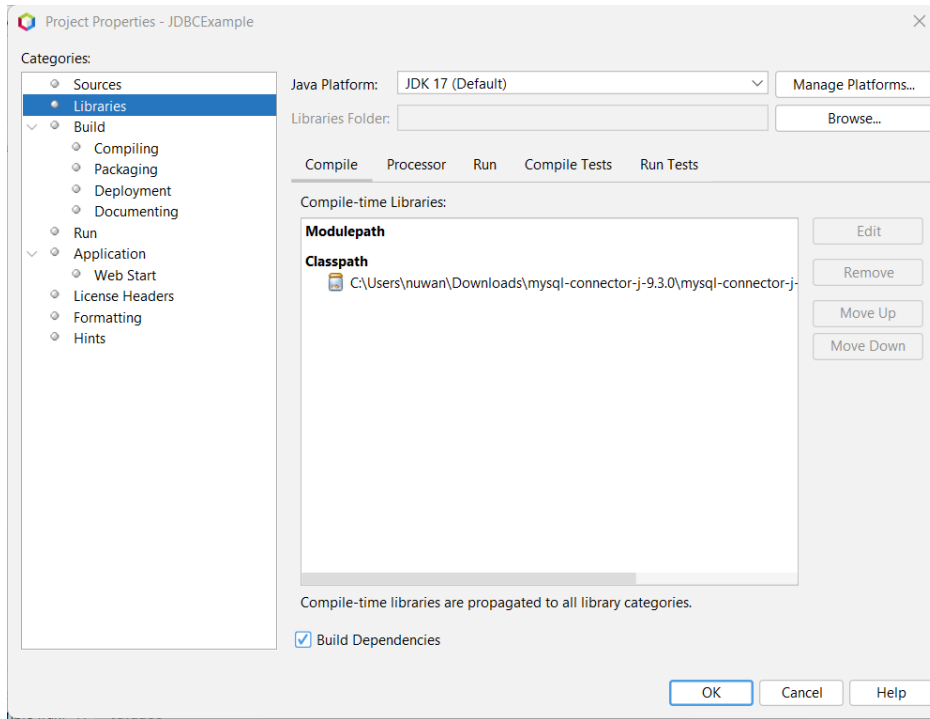 Project Properties - JDBCExample
Categories:
Sources
Libraries
Build
Compiling
Packaging
Deployment
Documenting
Run
Application
Web Start
License Headers
Formatting
Hints
Java Platform: JDK 17 (Default) Manage Platforms...
Libraries Folder: Browse...
Compile Processor Run Compile Tests Run Tests
Compile-time Libraries:
Modulepath
Classpath
C:\Users\nuwan\Downloads\mysql-connector-j-9.3.0\mysql-connector-j-
Edit
Remove
Move Up
Move Down
Compile-time libraries are propagated to all library categories.
Build Dependencies
OK Cancel Help